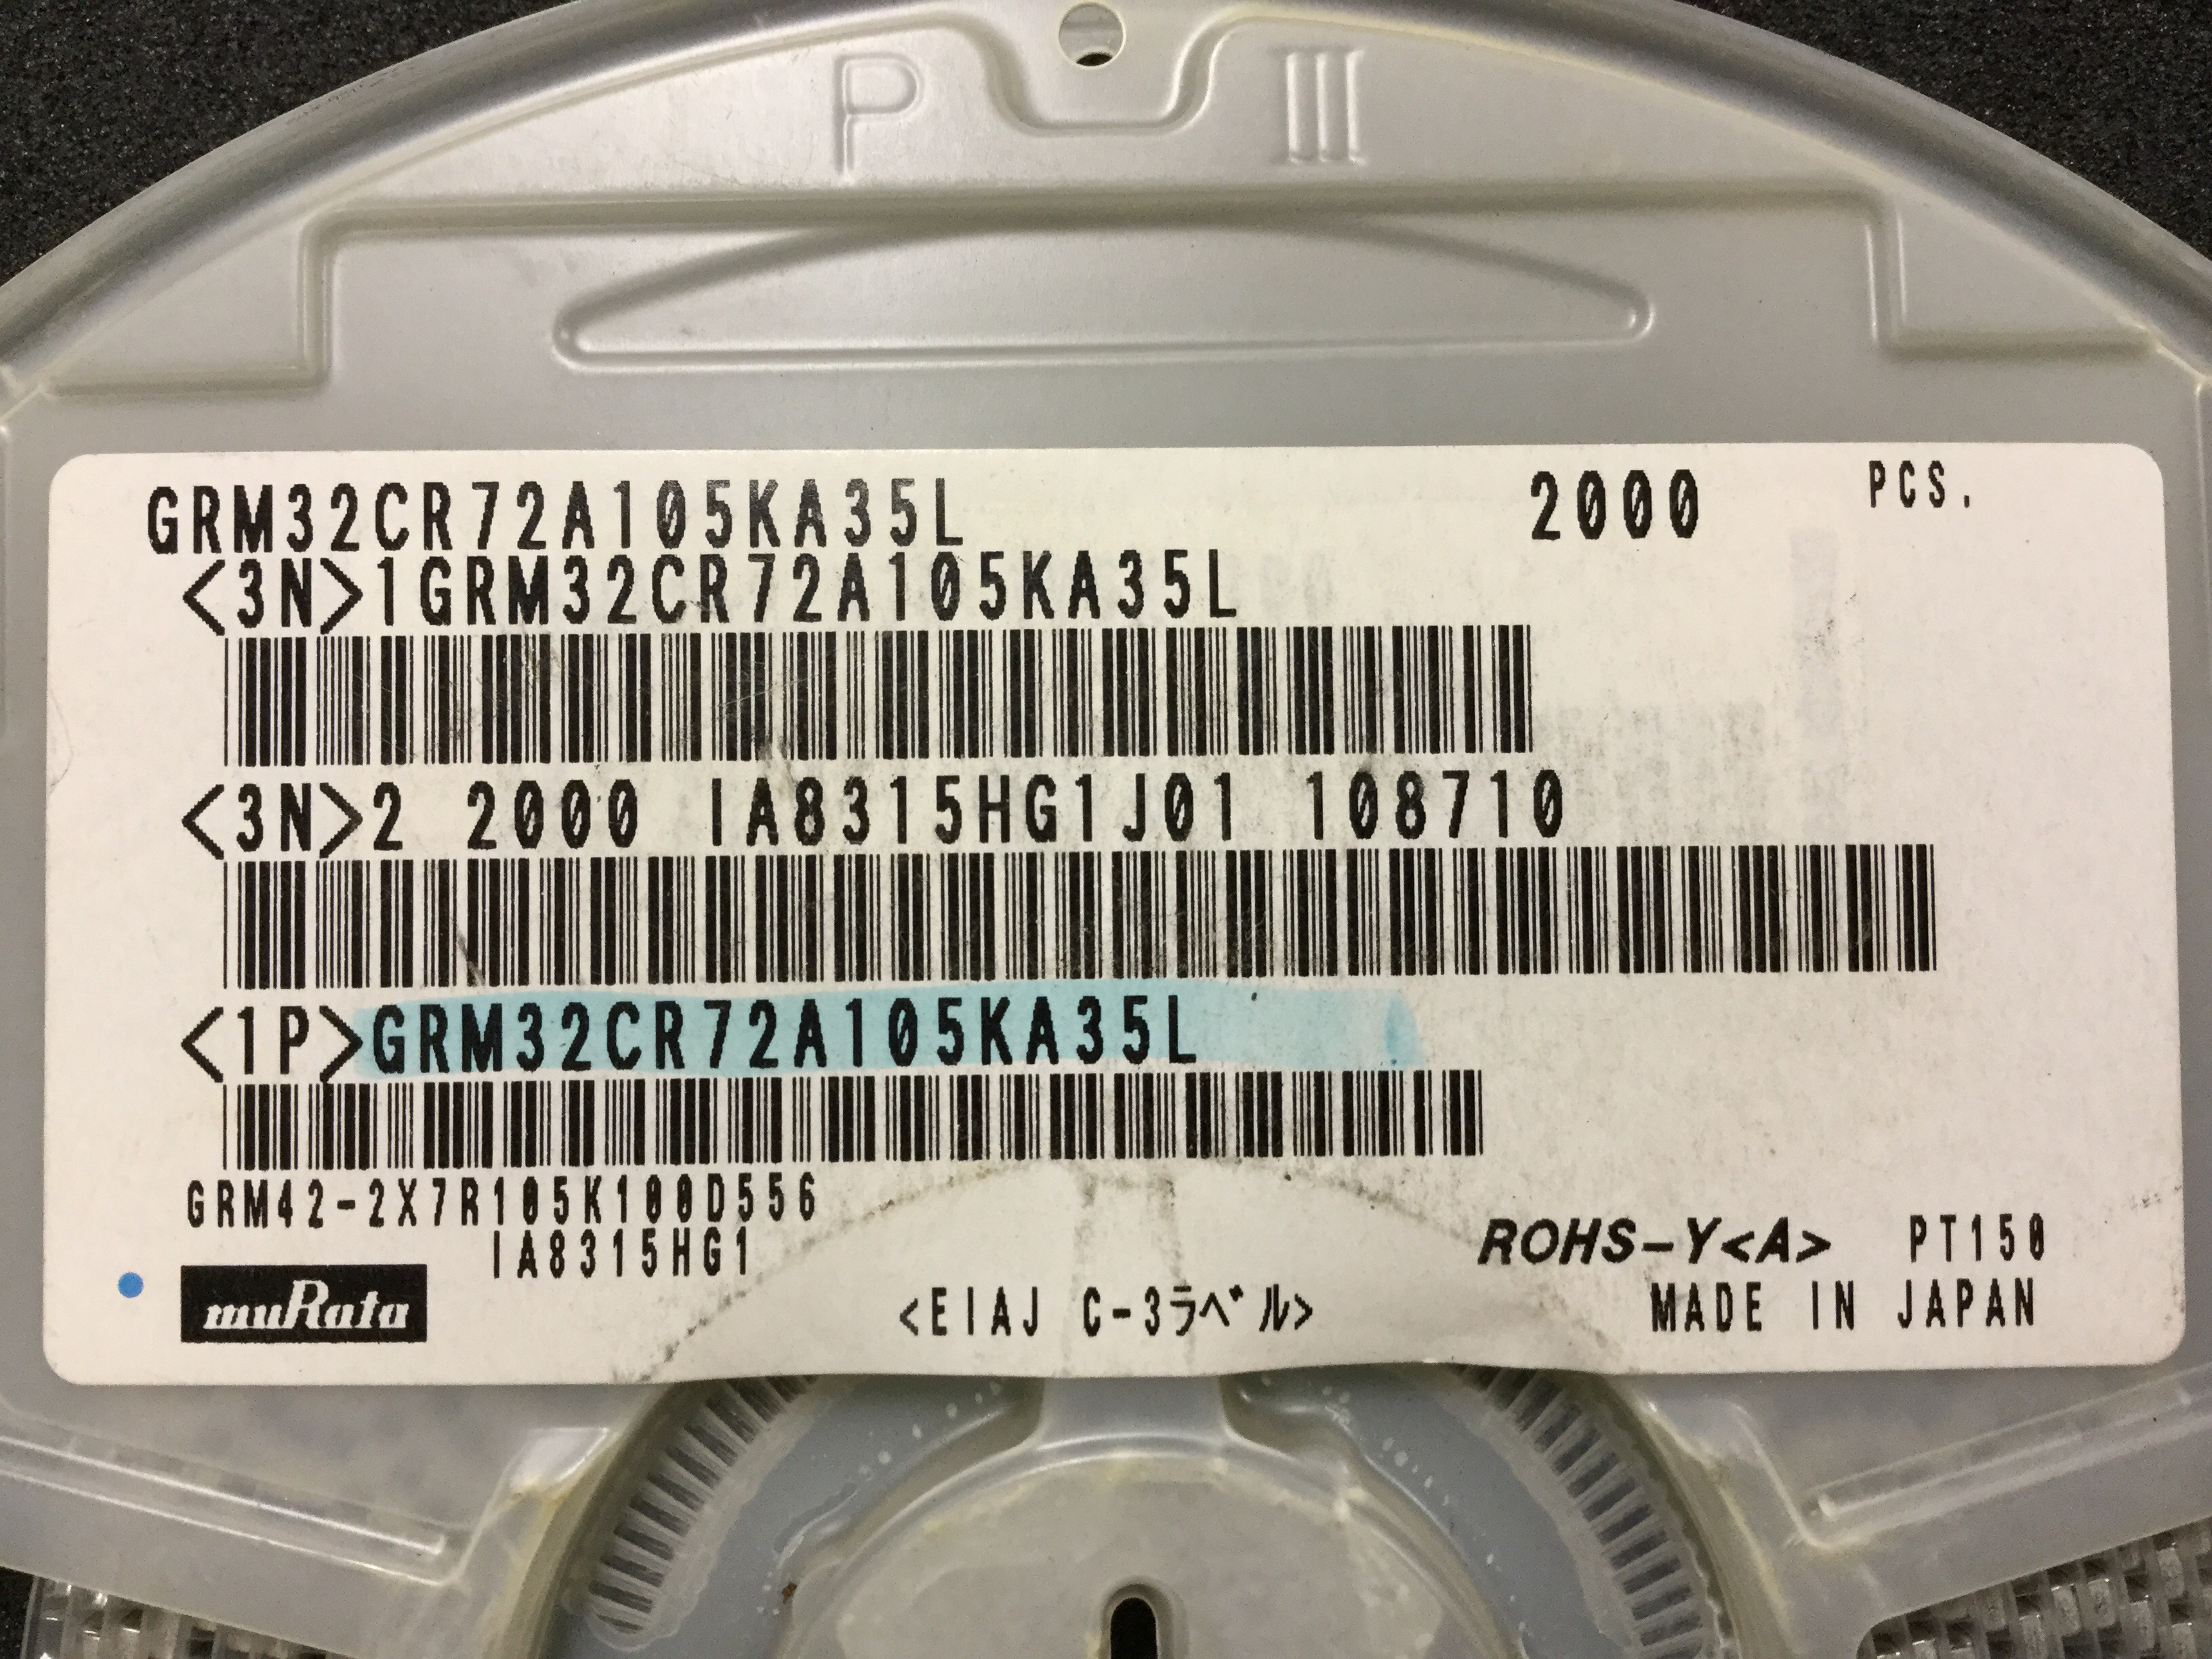 P III
GRM32CR72A105KA35L 2000 PCS.
<3N>1GRM32CR72A105KA35L
<3N>2 2000 IA8315HG1J01 108710
<1P>GRM32CR72A105KA35L
GRM42-2X7R105K100D556
IA8315HG1
ROHS-Y<A> PT150
muRata
<EIAJ C-3ラベル>
MADE IN JAPAN